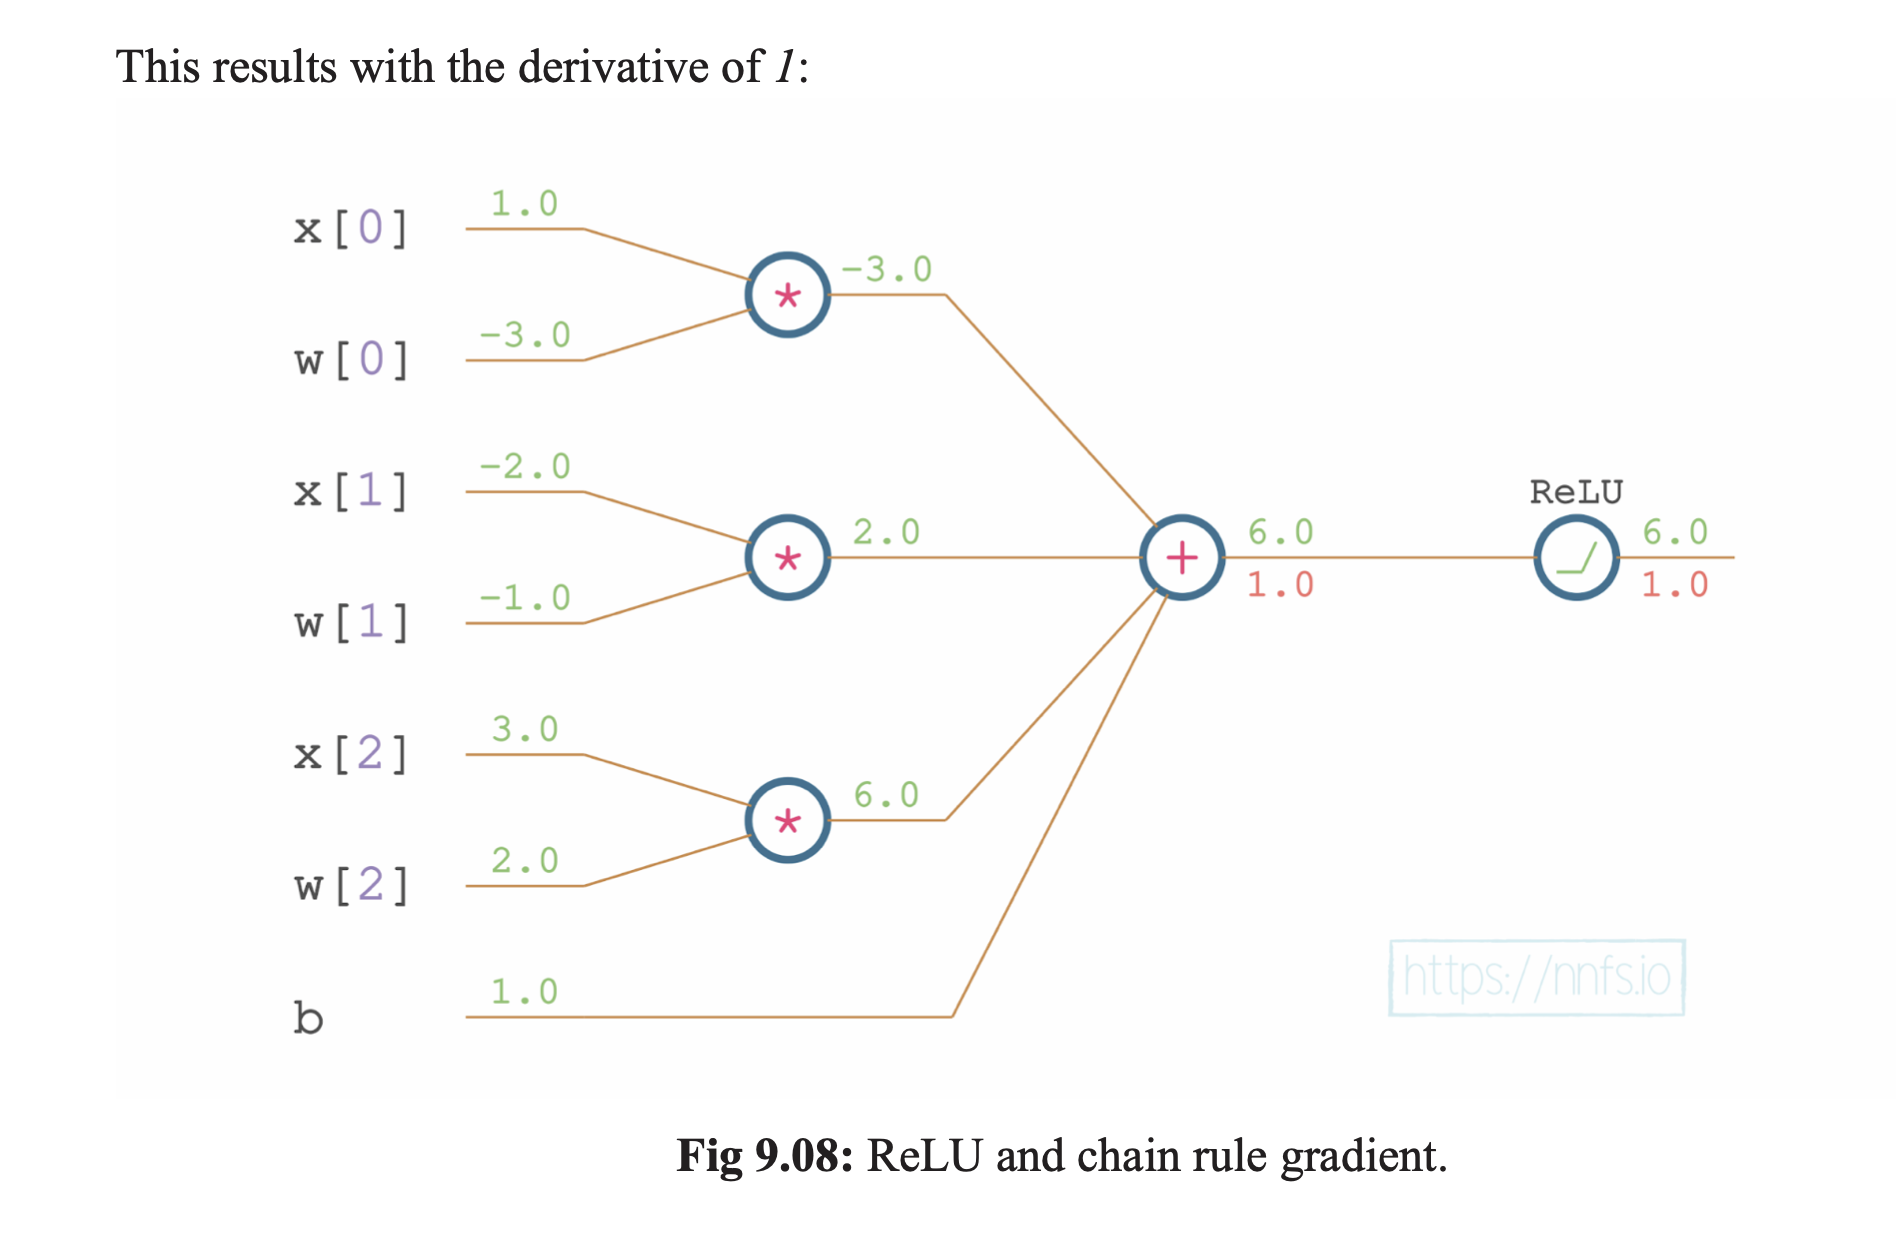 This results with the derivative of 1:
1.0
x[0]
-3.0
-3.0
w[0]
-2.0
x[1]
ReLU
2.0
6.0
6.0
1.0
1.0
-1.0
w[1]
3.0
x[2]
6.0
2.0
w[2]
1.0
b
https://nnfs.io
*
*
+
*
Fig 9.08: ReLU and chain rule gradient.